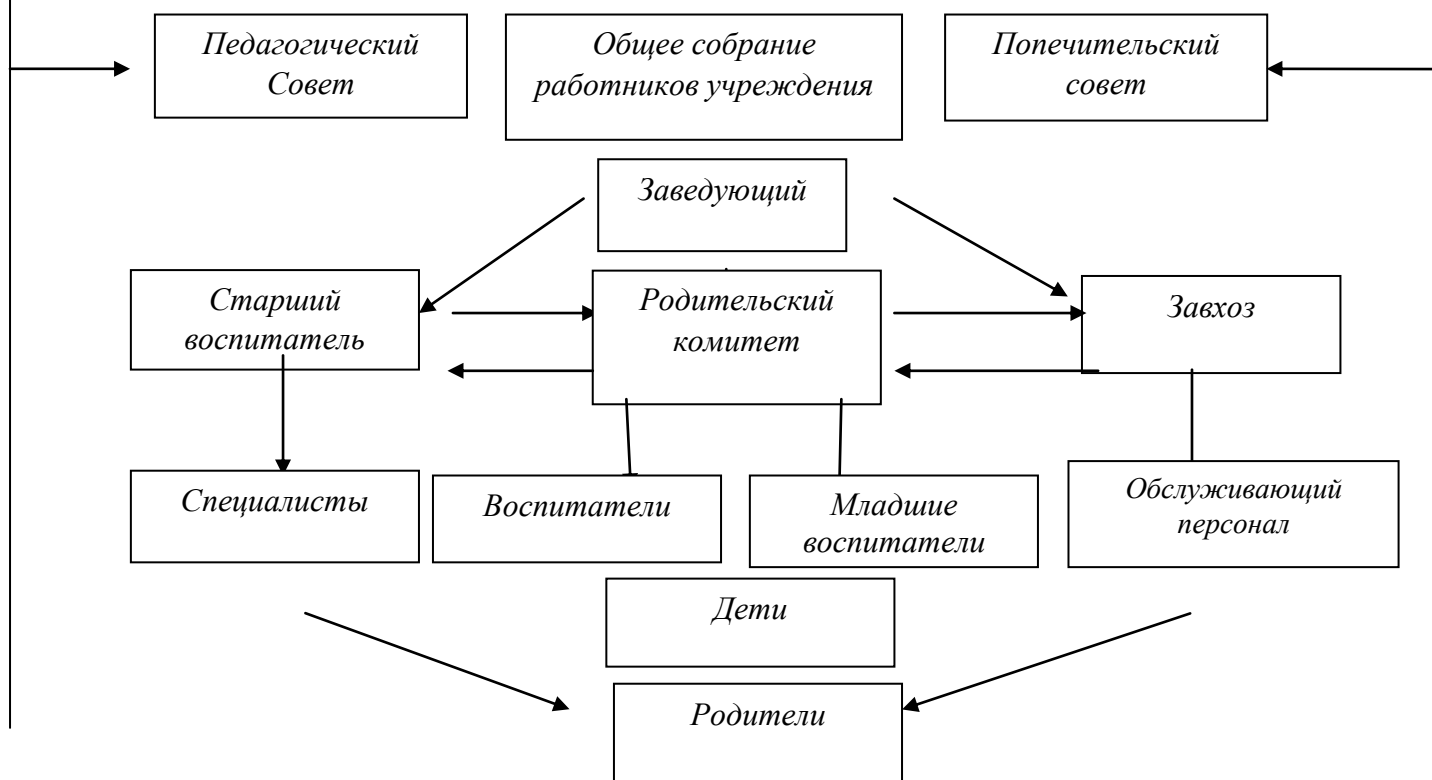 Педагогический
Совет
Общее собрание
работников учреждения
Попечительский
совет
Заведующий
Старший
воспитатель
Родительский
комитет
Завхоз
Специалисты
Воспитатели
Младшие
воспитатели
Обслуживающий
персонал
Дети
Родители